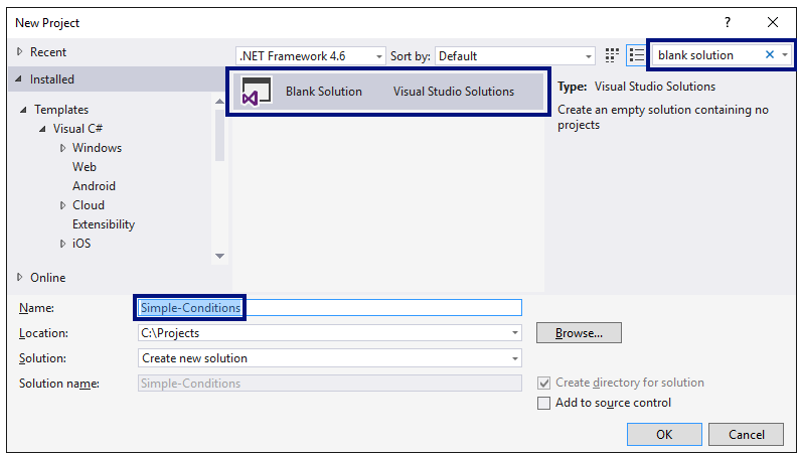 New Project
? ✕
Recent
.NET Framework 4.6 Sort by: Default
blank solution ✕
Installed
Blank Solution Visual Studio Solutions
Type: Visual Studio Solutions
Create an empty solution containing no
projects
Templates
Visual C#
Windows
Web
Android
Cloud
Extensibility
iOS
Online
Name: Simple-Conditions
Location: C:\Projects Browse...
Solution: Create new solution
Solution name: Simple-Conditions Create directory for solution
Add to source control
OK Cancel